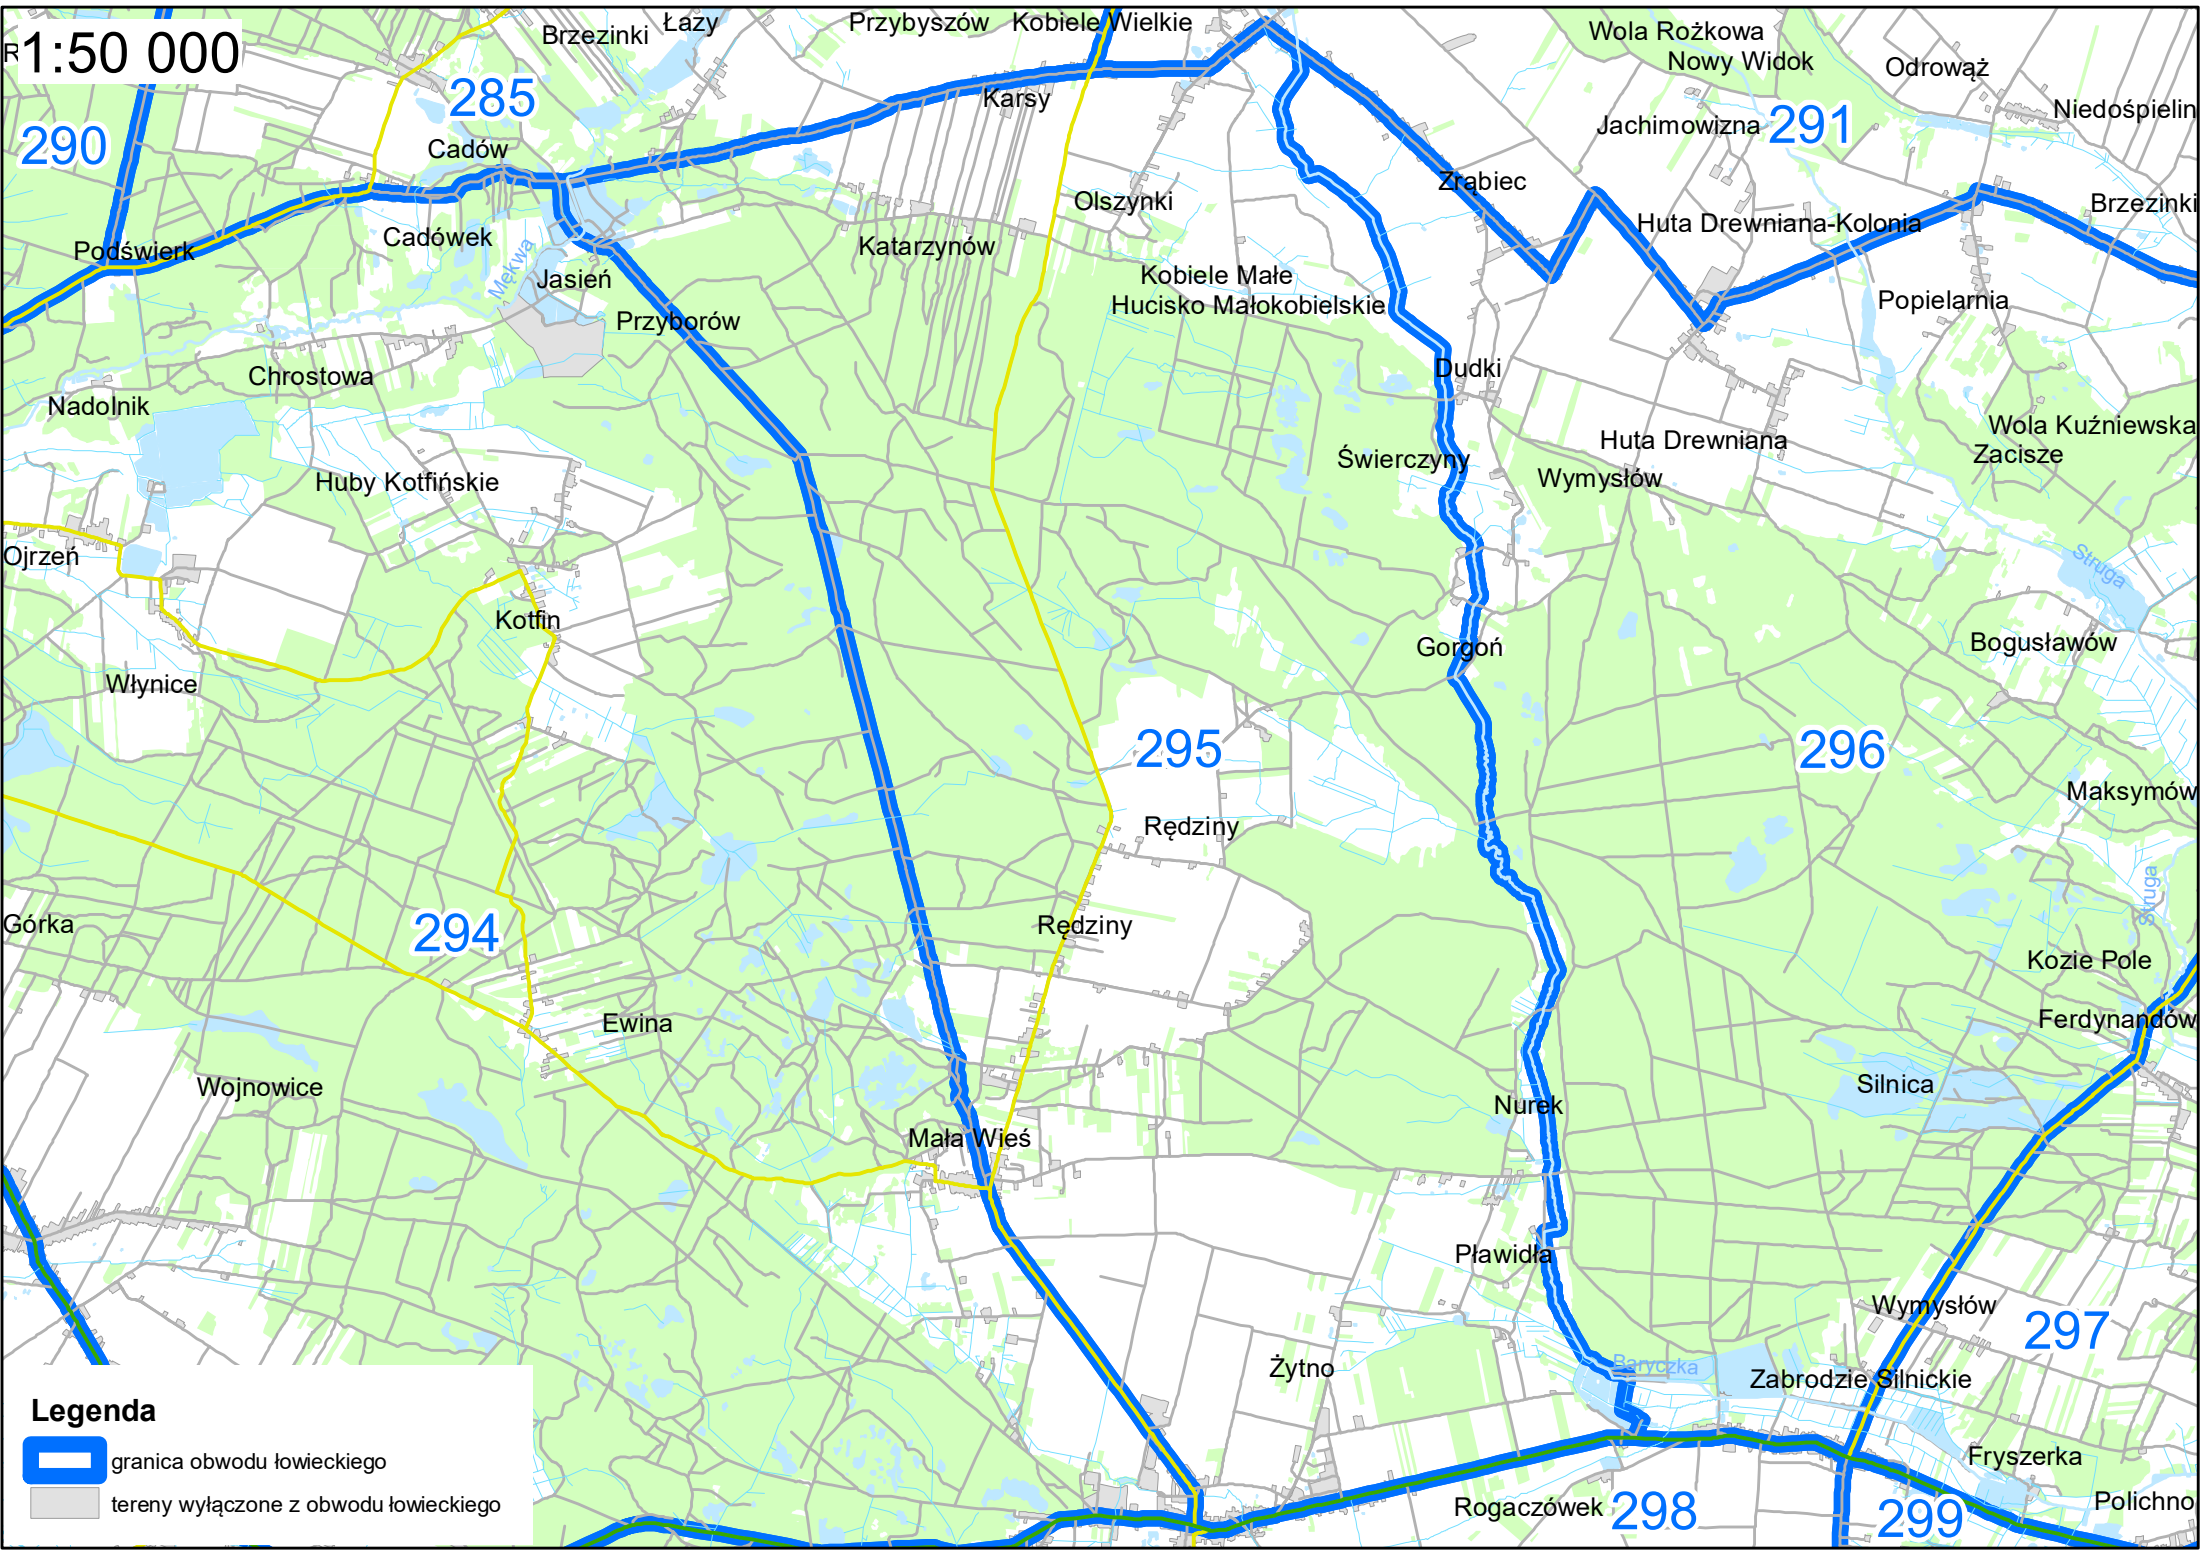 1:50 000
Brzezinki
Łazy
Przybyszów
Kobiele Wielkie
Wola Rożkowa
Nowy Widok
Odrowąż
Niedośpielin
285
290
Karsy
Jachimowizna
291
Cadów
Zrąbiec
Olszynki
Brzezinki
Podświerk
Cadówek
Katarzynów
Huta Drewniana-Kolonia
Mękwa
Jasień
Kobiele Małe
Hucisko Małokobielskie
Popielarnia
Przyborów
Chrostowa
Dudki
Nadolnik
Wola Kuźniewska
Zacisze
Huta Drewniana
Świerczyny
Wymysłów
Huby Kotfińskie
Ojrzeń
Struga
Kotfin
Gorgoń
Bogusławów
Włynice
295
296
Maksymów
Rędziny
Struga
Górka
294
Rędziny
Kozie Pole
Ewina
Ferdynandów
Wojnowice
Silnica
Nurek
Mała Wieś
Pławidła
Wymysłów
297
Żytno
Baryczka
Zabrodzie Silnickie
Legenda
granica obwodu łowieckiego
tereny wyłączone z obwodu łowieckiego
Fryszerka
Rogaczówek
298
299
Polichno